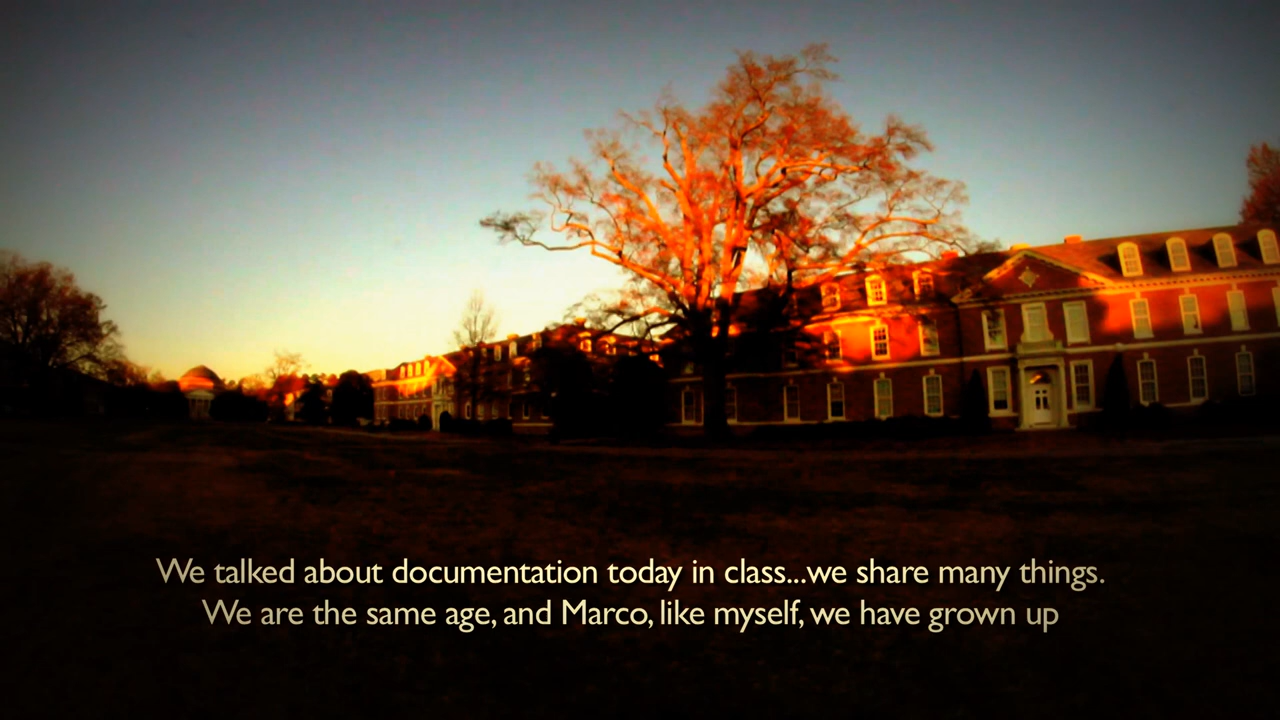 We talked about documentation today in class...we share many things.
We are the same age, and Marco, like myself, we have grown up